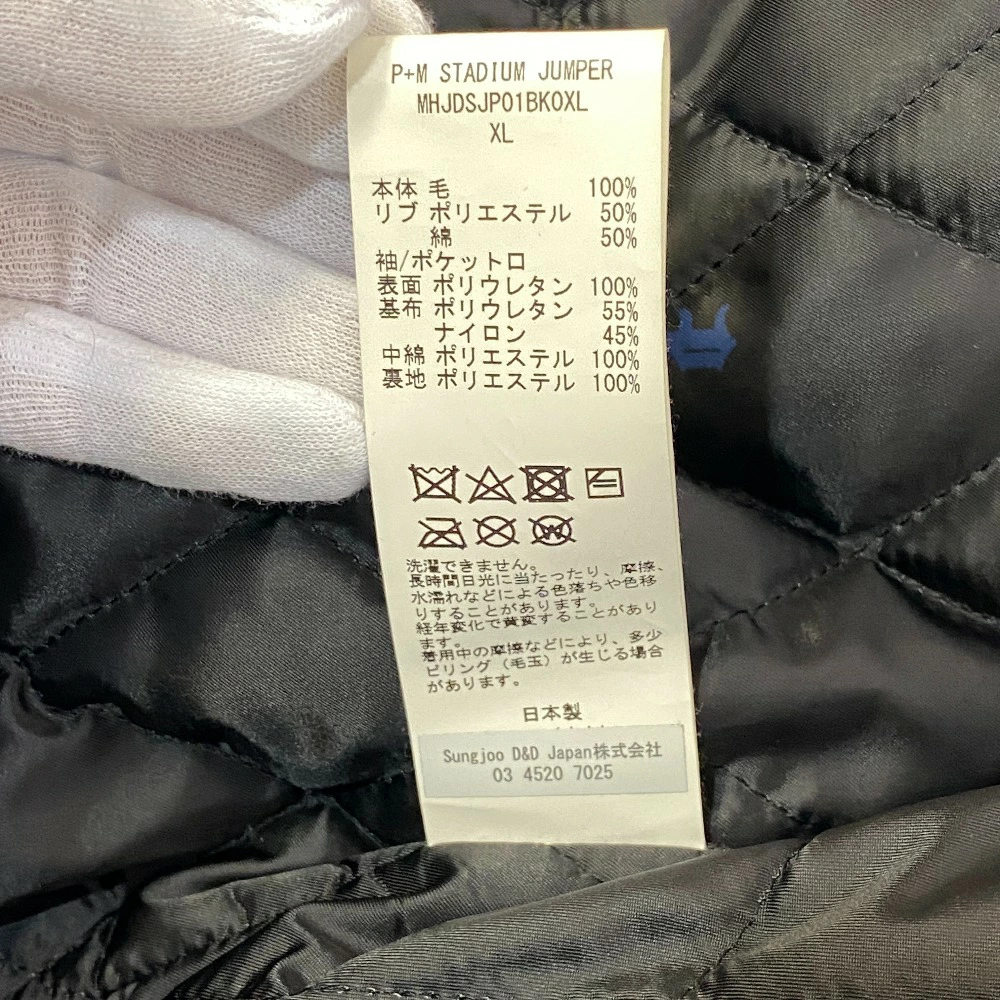 P+M STADIUM JUMPER
MHJDSJP01BK0XL
XL
本体 毛 100%
リブ ポリエステル 50%
綿 50%
袖/ポケット口
表面 ポリウレタン 100%
基布 ポリウレタン 55%
ナイロン 45%
中綿 ポリエステル 100%
裏地 ポリエステル 100%
洗濯できません。
長時間日光に当たったり、摩擦、
水濡れなどによる色落ちや色移
りすることがあります。
経年変化で黄変することがあり
ます。
着用中の摩擦などにより、多少
ピリング（毛玉）が生じる場合
があります。
日本製
Sungjoo D&D Japan株式会社
03 4520 7025